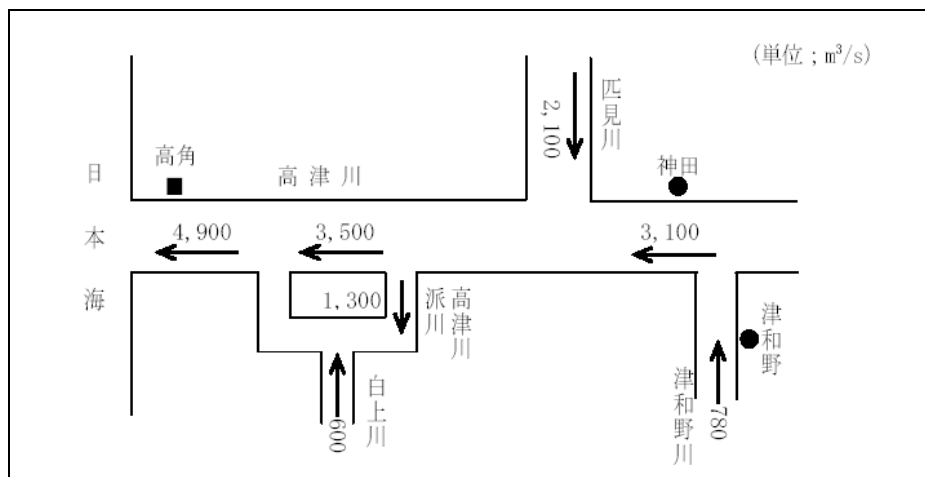 (単位；m³/s)
匹見川
2,100
高角
神田
高津川
日本海
4,900
3,500
3,100
1,300
高津川
派川
津和野
白上川
600
津和野川
780